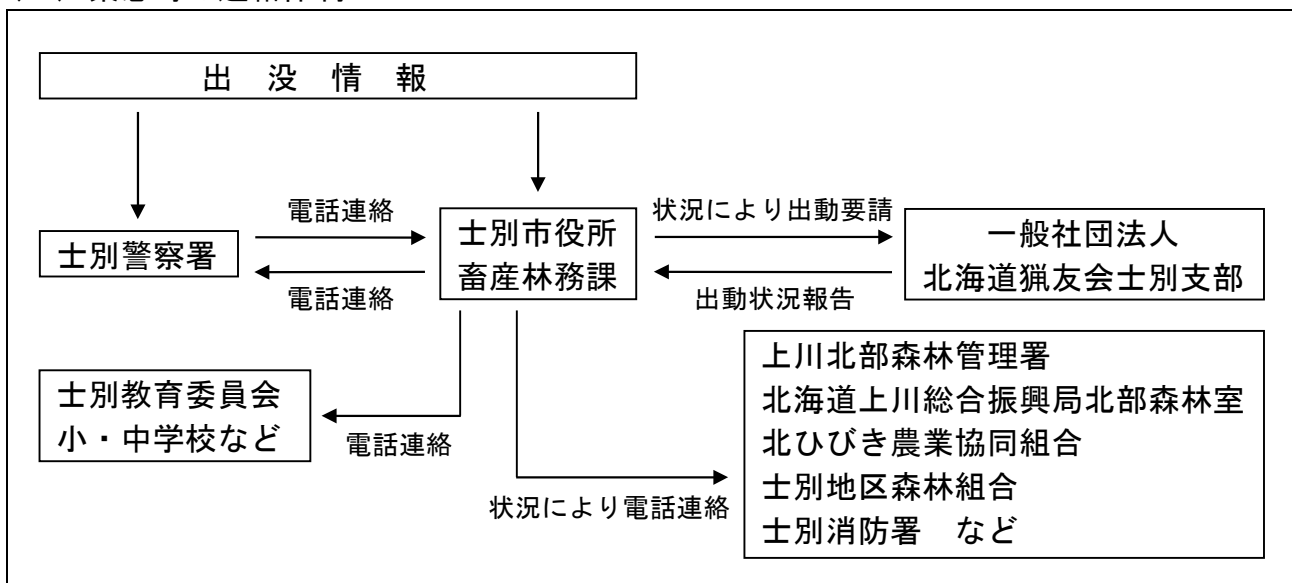 出 没 情 報
電話連絡
状況により出動要請
士別警察署
士別市役所
畜産林務課
一般社団法人
北海道猟友会士別支部
電話連絡
出動状況報告
士別教育委員会
小・中学校など
電話連絡
状況により電話連絡
上川北部森林管理署
北海道上川総合振興局北部森林室
北ひびき農業協同組合
士別地区森林組合
士別消防署 など